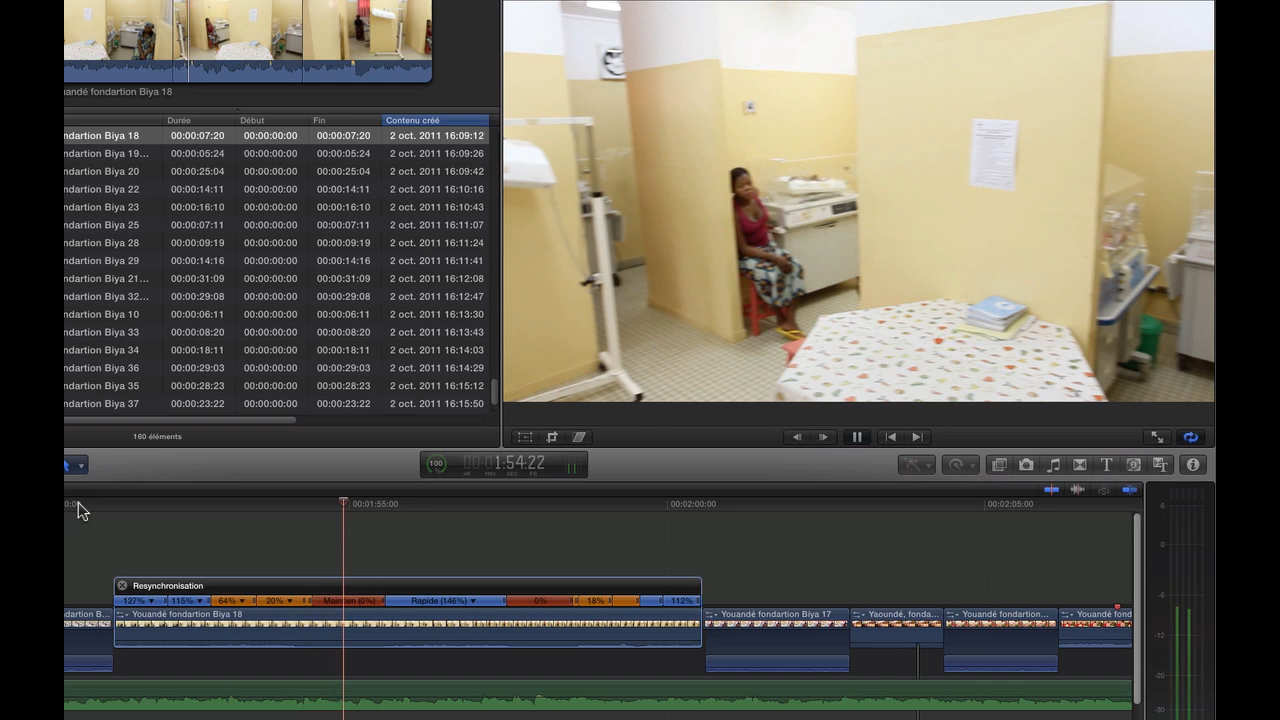 uandé fondartion Biya 18
Durée Début Fin Contenu créé
ndartion Biya 18 00:00:07:20 00:00:00:00 00:00:07:20 2 oct. 2011 16:09:12
ndartion Biya 19... 00:00:05:24 00:00:00:00 00:00:05:24 2 oct. 2011 16:09:26
ndartion Biya 20 00:00:25:04 00:00:00:00 00:00:25:04 2 oct. 2011 16:09:42
ndartion Biya 22 00:00:14:11 00:00:00:00 00:00:14:11 2 oct. 2011 16:10:16
ndartion Biya 23 00:00:16:10 00:00:00:00 00:00:16:10 2 oct. 2011 16:10:43
ndartion Biya 25 00:00:07:11 00:00:00:00 00:00:07:11 2 oct. 2011 16:11:07
ndartion Biya 28 00:00:09:19 00:00:00:00 00:00:09:19 2 oct. 2011 16:11:24
ndartion Biya 29 00:00:14:16 00:00:00:00 00:00:14:16 2 oct. 2011 16:11:41
ndartion Biya 21... 00:00:31:09 00:00:00:00 00:00:31:09 2 oct. 2011 16:12:08
ndartion Biya 32... 00:00:29:08 00:00:00:00 00:00:29:08 2 oct. 2011 16:12:47
ndartion Biya 10 00:00:06:11 00:00:00:00 00:00:06:11 2 oct. 2011 16:13:30
ndartion Biya 33 00:00:08:20 00:00:00:00 00:00:08:20 2 oct. 2011 16:13:43
ndartion Biya 34 00:00:18:11 00:00:00:00 00:00:18:11 2 oct. 2011 16:14:03
ndartion Biya 36 00:00:29:03 00:00:00:00 00:00:29:03 2 oct. 2011 16:14:29
ndartion Biya 35 00:00:28:23 00:00:00:00 00:00:28:23 2 oct. 2011 16:15:12
ndartion Biya 37 00:00:23:22 00:00:00:00 00:00:23:22 2 oct. 2011 16:15:50
160 éléments
100 00:01:54:22
HR MIN SEC FR
00:01:55:00 00:02:00:00 00:02:05:00
Resynchronisation
127% 115% 64% 20% Maintien (0%) Rapide (146%) 0% 18% 112%
dartion B... Youandé fondartion Biya 18 Youandé fondartion Biya 17 Yaoundé, fonda... Youandé fondartion... Youandé fond
6
0
-6
-12
-20
-30